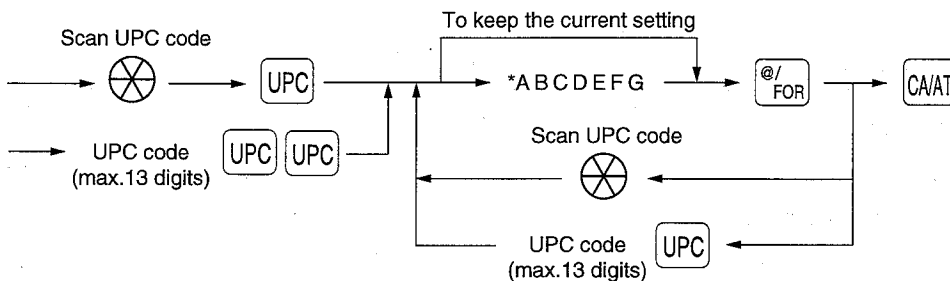 To keep the current setting
Scan UPC code
UPC
*ABCDEFG
@/
FOR
CA/AT
UPC code
(max.13 digits)
UPC UPC
Scan UPC code
UPC code
(max.13 digits)
UPC